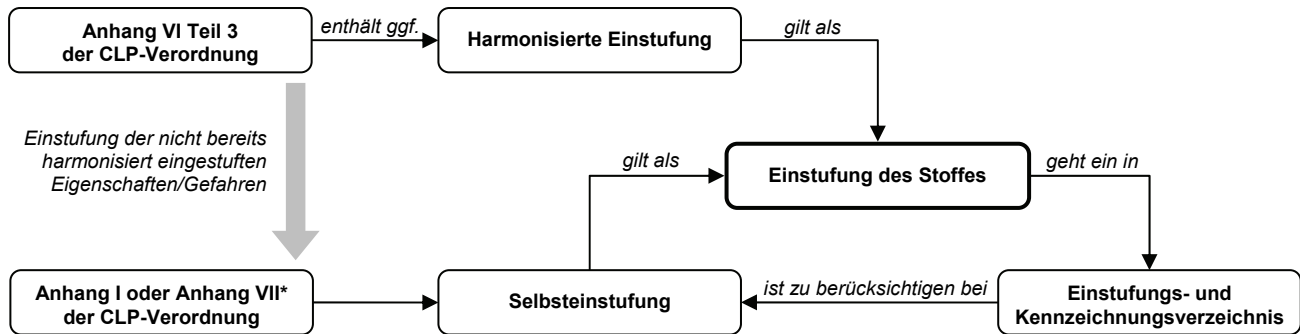 Anhang VI Teil 3
der CLP-Verordnung
enthält ggf.
Harmonisierte Einstufung
gilt als
Einstufung der nicht bereits
harmonisiert eingestuften
Eigenschaften/Gefahren
gilt als
Einstufung des Stoffes
geht ein in
Anhang I oder Anhang VII*
der CLP-Verordnung
Selbsteinstufung
ist zu berücksichtigen bei
Einstufungs- und
Kennzeichnungsverzeichnis